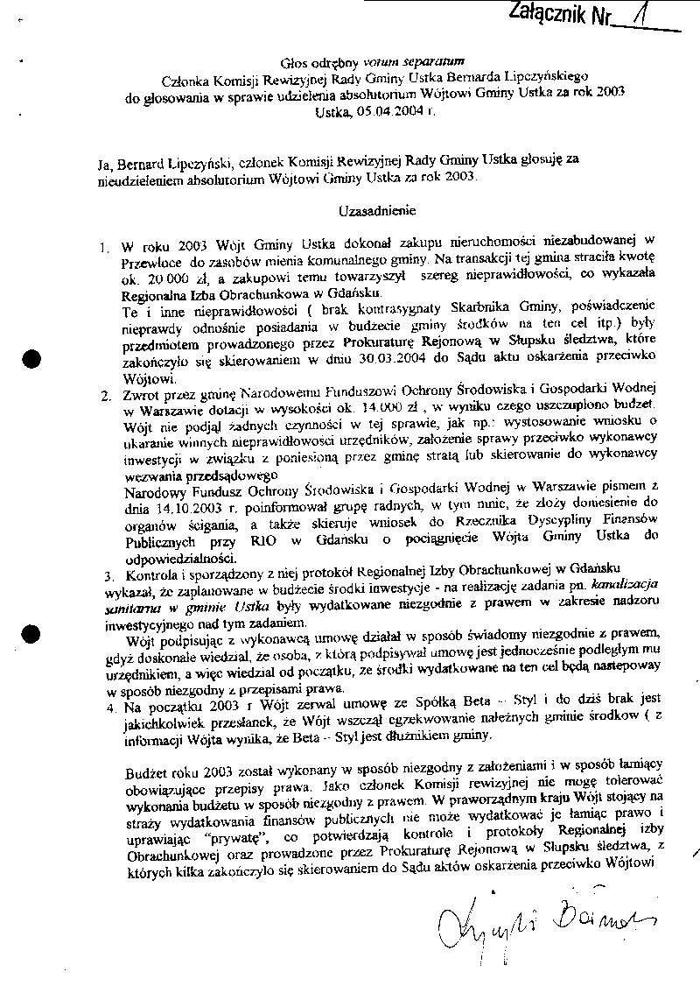 Załącznik Nr 1
Głos odrębny votum separatum
Członka Komisji Rewizyjnej Rady Gminy Ustka Bernarda Lipczyńskiego
do głosowania w sprawie udzielenia absolutorium Wójtowi Gminy Ustka za rok 2003
Ustka, 05.04.2004 r.
Ja, Bernard Lipczyński, członek Komisji Rewizyjnej Rady Gminy Ustka głosuję za
nieudzieleniem absolutorium Wójtowi Gminy Ustka za rok 2003.
Uzasadnienie
1. W roku 2003 Wójt Gminy Ustka dokonał zakupu nieruchomości niezabudowanej w
Przewłoce do zasobów mienia komunalnego gminy. Na transakcji tej gmina straciła kwotę
ok. 20 000 zł, a zakupowi temu towarzyszył szereg nieprawidłowości, co wykazała
Regionalna Izba Obrachunkowa w Gdańsku.
Te i inne nieprawidłowości ( brak kontrasygnaty Skarbnika Gminy, poświadczenie
nieprawdy odnośnie posiadania w budżecie gminy środków na ten cel itp.) były
przedmiotem prowadzonego przez Prokuraturę Rejonową w Słupsku śledztwa, które
zakończyło się skierowaniem w dniu 30.03.2004 do Sądu aktu oskarżenia przeciwko
Wójtowi.
2. Zwrot przez gminę Narodowemu Funduszowi Ochrony Środowiska i Gospodarki Wodnej
w Warszawie dotacji w wysokości ok. 14.000 zł , w wyniku czego uszczuplono budżet.
Wójt nie podjął żadnych czynności w tej sprawie, jak np.: wystosowanie wniosku o
ukaranie winnych nieprawidłowości urzędników, założenie sprawy przeciwko wykonawcy
inwestycji w związku z poniesioną przez gminę stratą lub skierowanie do wykonawcy
wezwania przedsądowego
Narodowy Fundusz Ochrony Środowiska i Gospodarki Wodnej w Warszawie pismem z
dnia 14.10.2003 r. poinformował grupę radnych, w tym mnie, że złoży doniesienie do
organów ścigania, a także skieruje wniosek do Rzecznika Dyscypliny Finansów
Publicznych przy RIO w Gdańsku o pociągnięcie Wójta Gminy Ustka do
odpowiedzialności.
3. Kontrola i sporządzony z niej protokół Regionalnej Izby Obrachunkowej w Gdańsku
wykazał, że zaplanowane w budżecie środki inwestycje - na realizację zadania pn. kanalizacja
sanitarna w gminie Ustka były wydatkowane niezgodnie z prawem w zakresie nadzoru
inwestycyjnego nad tym zadaniem.
Wójt podpisując z wykonawcą umowę działał w sposób świadomy niezgodnie z prawem,
gdyż doskonale wiedział, że osoba, z którą podpisywał umowę jest jednocześnie podległym mu
urzędnikiem, a więc wiedział od początku, ze środki wydatkowane na ten cel będą nastepoway
w sposób niezgodny z przepisami prawa.
4. Na początku 2003 r Wójt zerwał umowę ze Spółką Beta - Styl i do dziś brak jest
jakichkolwiek przesłanek, że Wójt wszczął egzekwowanie należnych gminie środkow ( z
informacji Wójta wynika, że Beta - Styl jest dłużnikiem gminy.
Budżet roku 2003 został wykonany w sposób niezgodny z założeniami i w sposób łamiący
obowiązujące przepisy prawa. Jako członek Komisji rewizyjnej nie mogę tolerować
wykonania budżetu w sposób niezgodny z prawem. W praworządnym kraju Wójt stojący na
straży wydatkowania finansów publicznych nie może wydatkować je łamiąc prawo i
uprawiając "prywatę", co potwierdzają kontrole i protokoły Regionalnej izby
Obrachunkowej oraz prowadzone przez Prokuraturę Rejonową w Słupsku śledztwa, z
których kilka zakończyło się skierowaniem do Sądu aktów oskarżenia przeciwko Wójtowi